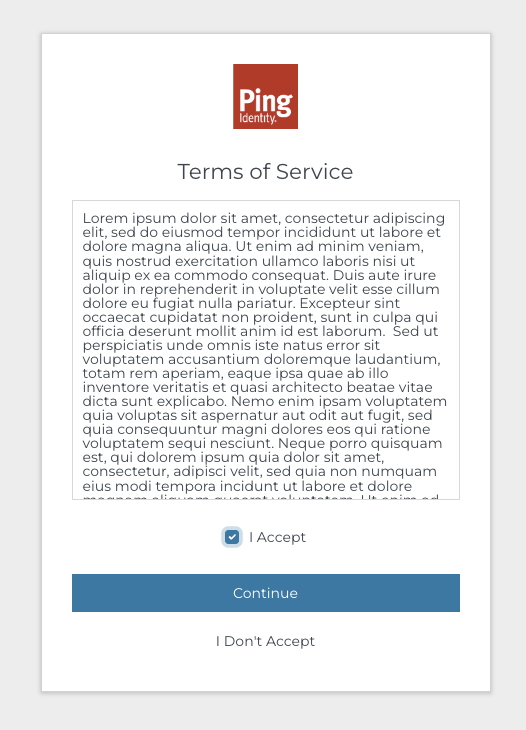 Ping
Identity.
Terms of Service
Lorem ipsum dolor sit amet, consectetur adipiscing
elit, sed do eiusmod tempor incididunt ut labore et
dolore magna aliqua. Ut enim ad minim veniam,
quis nostrud exercitation ullamco laboris nisi ut
aliquip ex ea commodo consequat. Duis aute irure
dolor in reprehenderit in voluptate velit esse cillum
dolore eu fugiat nulla pariatur. Excepteur sint
occaecat cupidatat non proident, sunt in culpa qui
officia deserunt mollit anim id est laborum.  Sed ut
perspiciatis unde omnis iste natus error sit
voluptatem accusantium doloremque laudantium,
totam rem aperiam, eaque ipsa quae ab illo
inventore veritatis et quasi architecto beatae vitae
dicta sunt explicabo. Nemo enim ipsam voluptatem
quia voluptas sit aspernatur aut odit aut fugit, sed
quia consequuntur magni dolores eos qui ratione
voluptatem sequi nesciunt. Neque porro quisquam
est, qui dolorem ipsum quia dolor sit amet,
consectetur, adipisci velit, sed quia non numquam
eius modi tempora incidunt ut labore et dolore
magnam aliquam quaerat voluptatem. Ut enim ad
I Accept
Continue
I Don't Accept